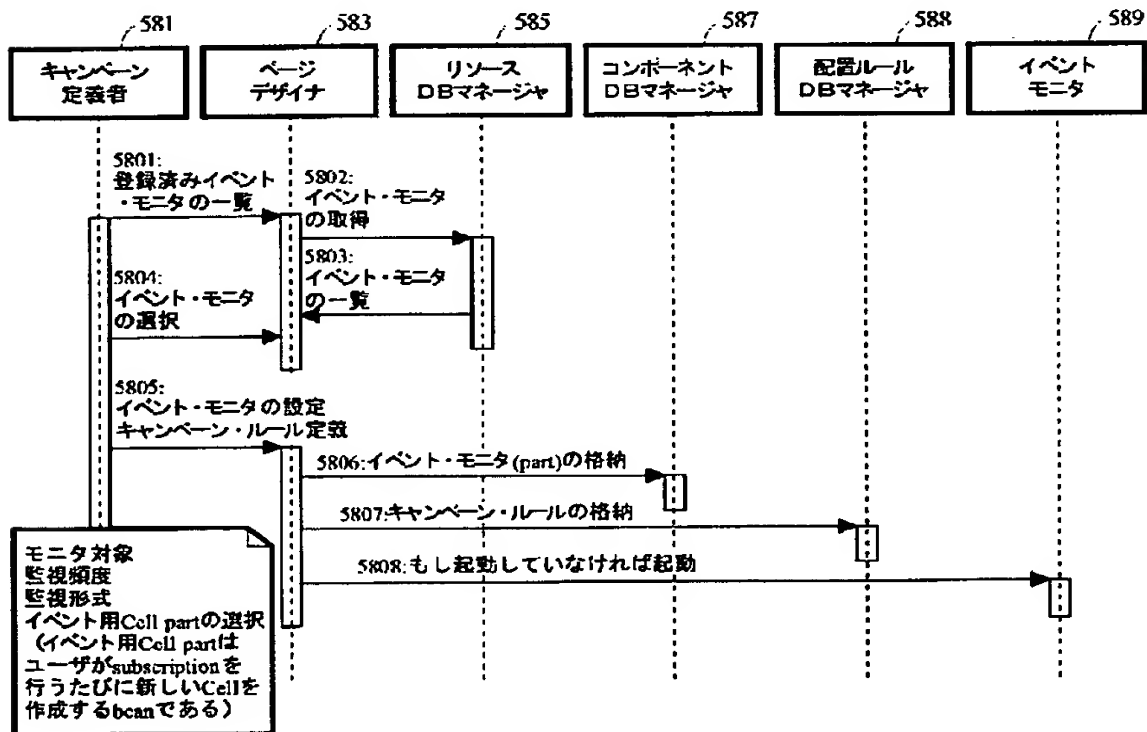 581
583
585
587
588
589
キャンペーン
定義者
ページ
デザイナ
リソース
DBマネージャ
コンポーネント
DBマネージャ
配置ルール
DBマネージャ
イベント
モニタ
5801:
登録済みイベント
・モニタの一覧
5802:
イベント・モニタ
の取得
5803:
イベント・モニタ
の一覧
5804:
イベント・モニタ
の選択
5805:
イベント・モニタの設定
キャンペーン・ルール定義
5806:イベント・モニタ(part)の格納
5807:キャンペーン・ルールの格納
5808:もし起動していなければ起動
モニタ対象
監視頻度
監視形式
イベント用Cell partの選択
(イベント用Cell partは
ユーザがsubscriptionを
行うたびに新しいCellを
作成するbeanである)